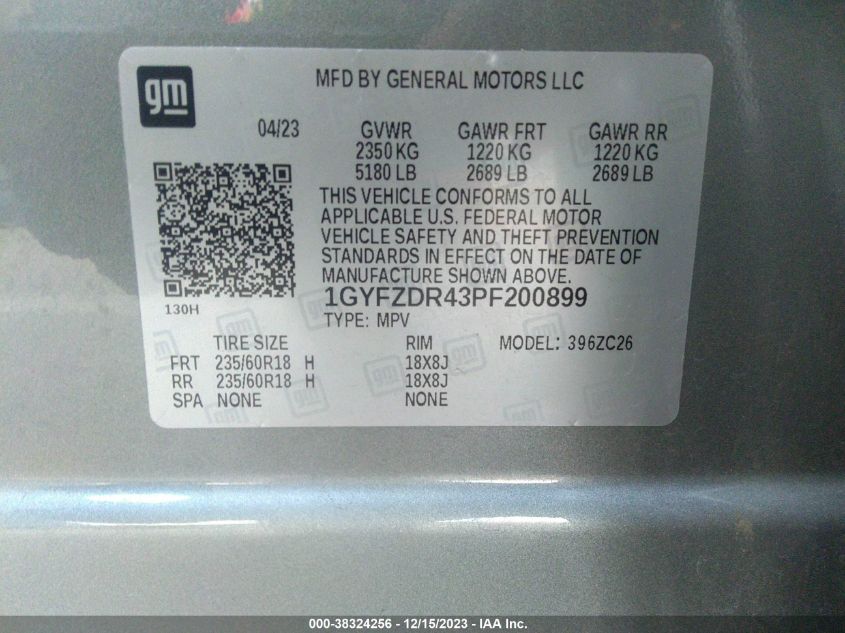 gm
MFD BY GENERAL MOTORS LLC
04/23 GVWR GAWR FRT GAWR RR
2350 KG 1220 KG 1220 KG
5180 LB 2689 LB 2689 LB
THIS VEHICLE CONFORMS TO ALL
APPLICABLE U.S. FEDERAL MOTOR
VEHICLE SAFETY AND THEFT PREVENTION
STANDARDS IN EFFECT ON THE DATE OF
MANUFACTURE SHOWN ABOVE.
130H
1GYFZDR43PF200899
TYPE: MPV
TIRE SIZE RIM MODEL: 396ZC26
FRT 235/60R18 H 18X8J
RR 235/60R18 H 18X8J
SPA NONE NONE
000-38324256 - 12/15/2023 - IAA Inc.